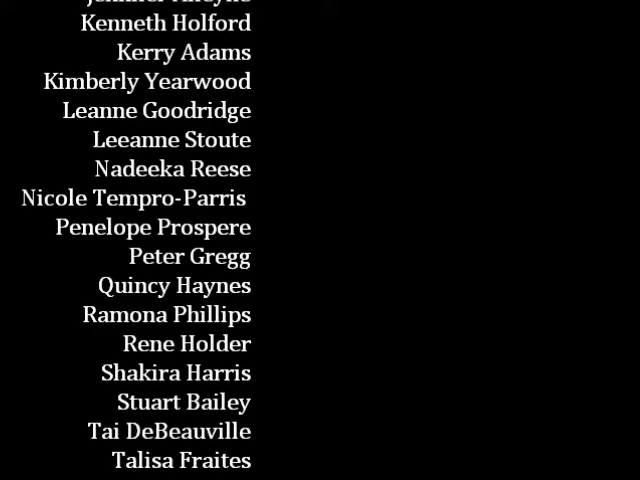 Kenneth Holford
Kerry Adams
Kimberly Yearwood
Leanne Goodridge
Leeanne Stoute
Nadeeka Reese
Nicole Tempro-Parris
Penelope Prospere
Peter Gregg
Quincy Haynes
Ramona Phillips
Rene Holder
Shakira Harris
Stuart Bailey
Tai DeBeauville
Talisa Fraites